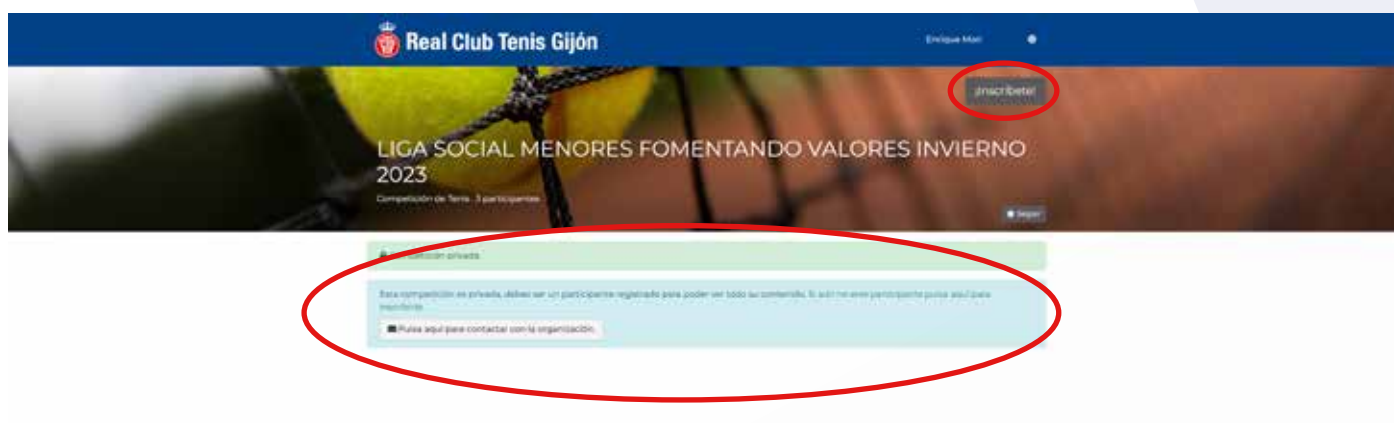 Real Club Tenis Gijón
Enrique Mori
¡Inscríbete!
LIGA SOCIAL MENORES FOMENTANDO VALORES INVIERNO
2023
Competición de Tenis · 3 participantes
Seguir
privada.
Esta competición es privada, debes ser un participante registrado para poder ver todo su contenido. Si aún no eres participante pulsa aquí para
inscribirte.
Pulsa aquí para contactar con la organización.